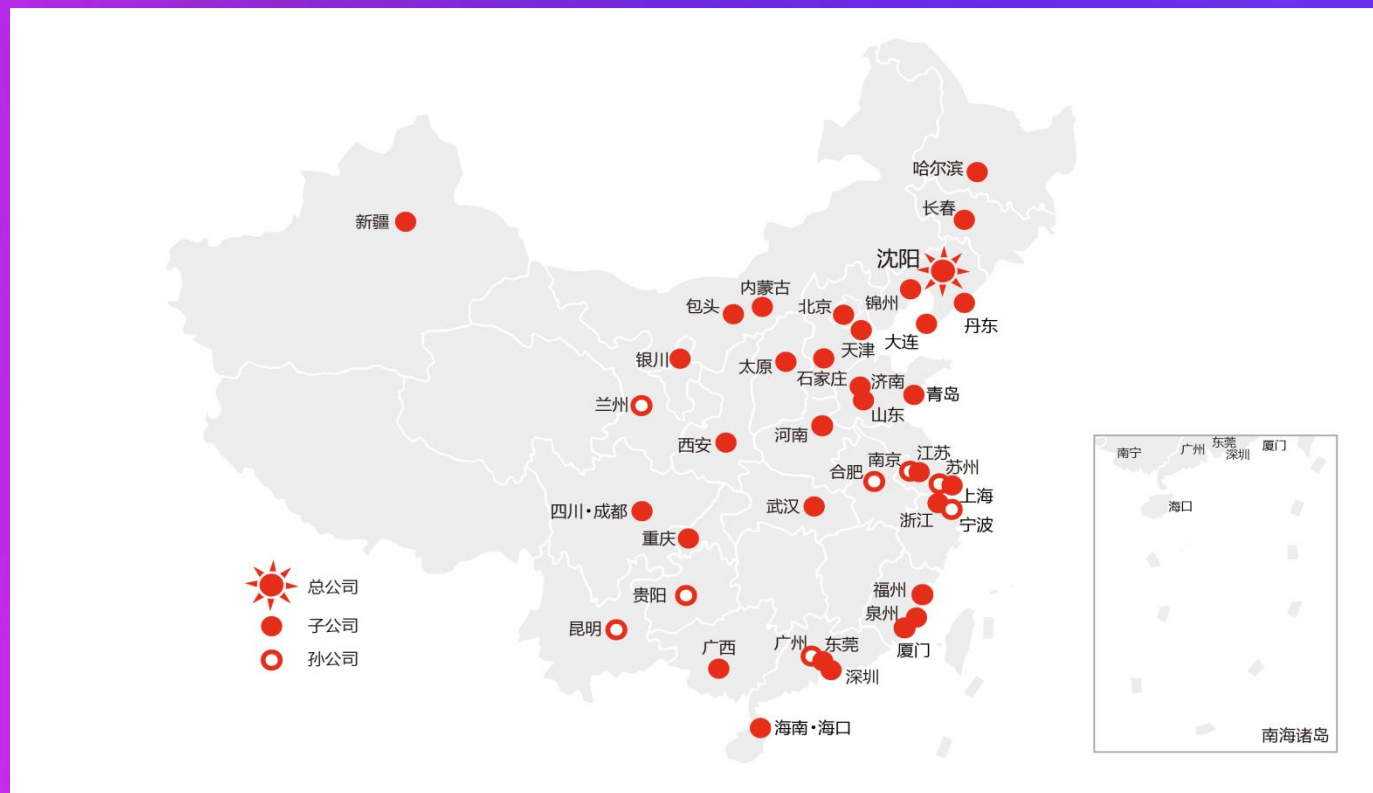 哈尔滨
长春
新疆
沈阳
内蒙古
包头
北京
锦州
丹东
大连
天津
银川
太原
石家庄
济南
青岛
山东
兰州
河南
西安
江苏
南京
合肥
苏州
上海
四川·成都
武汉
浙江
宁波
重庆
总公司
福州
贵阳
泉州
子公司
昆明
广州
东莞
厦门
广西
孙公司
深圳
海南·海口
南宁
广州
东莞
深圳
厦门
海口
南海诸岛